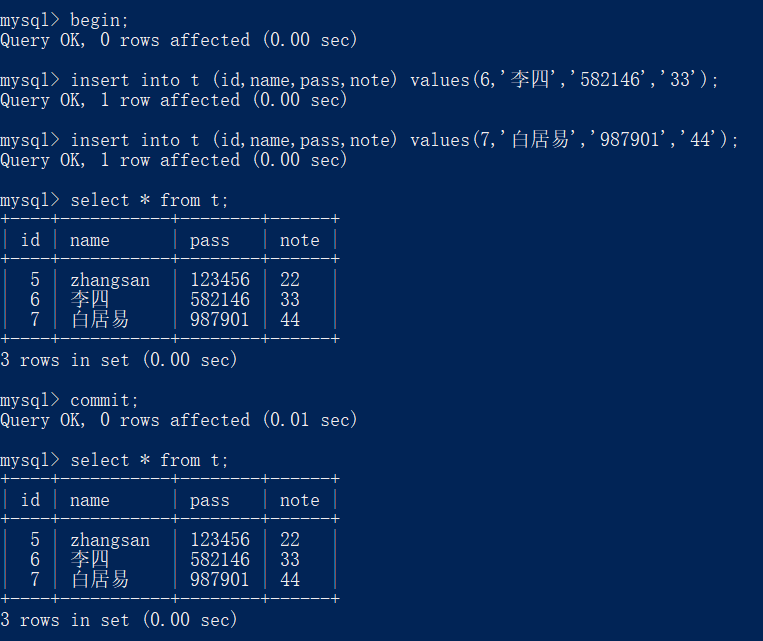 mysql> begin;
Query OK, 0 rows affected (0.00 sec)
mysql> insert into t (id,name,pass,note) values(6,'李四','582146','33');
Query OK, 1 row affected (0.00 sec)
mysql> insert into t (id,name,pass,note) values(7,'白居易','987901','44');
Query OK, 1 row affected (0.00 sec)
mysql> select * from t;
+----+-----------+--------+------+
| id | name      | pass   | note |
+----+-----------+--------+------+
|  5 | zhangsan  | 123456 | 22   |
|  6 | 李四      | 582146 | 33   |
|  7 | 白居易    | 987901 | 44   |
+----+-----------+--------+------+
3 rows in set (0.00 sec)
mysql> commit;
Query OK, 0 rows affected (0.01 sec)
mysql> select * from t;
+----+-----------+--------+------+
| id | name      | pass   | note |
+----+-----------+--------+------+
|  5 | zhangsan  | 123456 | 22   |
|  6 | 李四      | 582146 | 33   |
|  7 | 白居易    | 987901 | 44   |
+----+-----------+--------+------+
3 rows in set (0.00 sec)